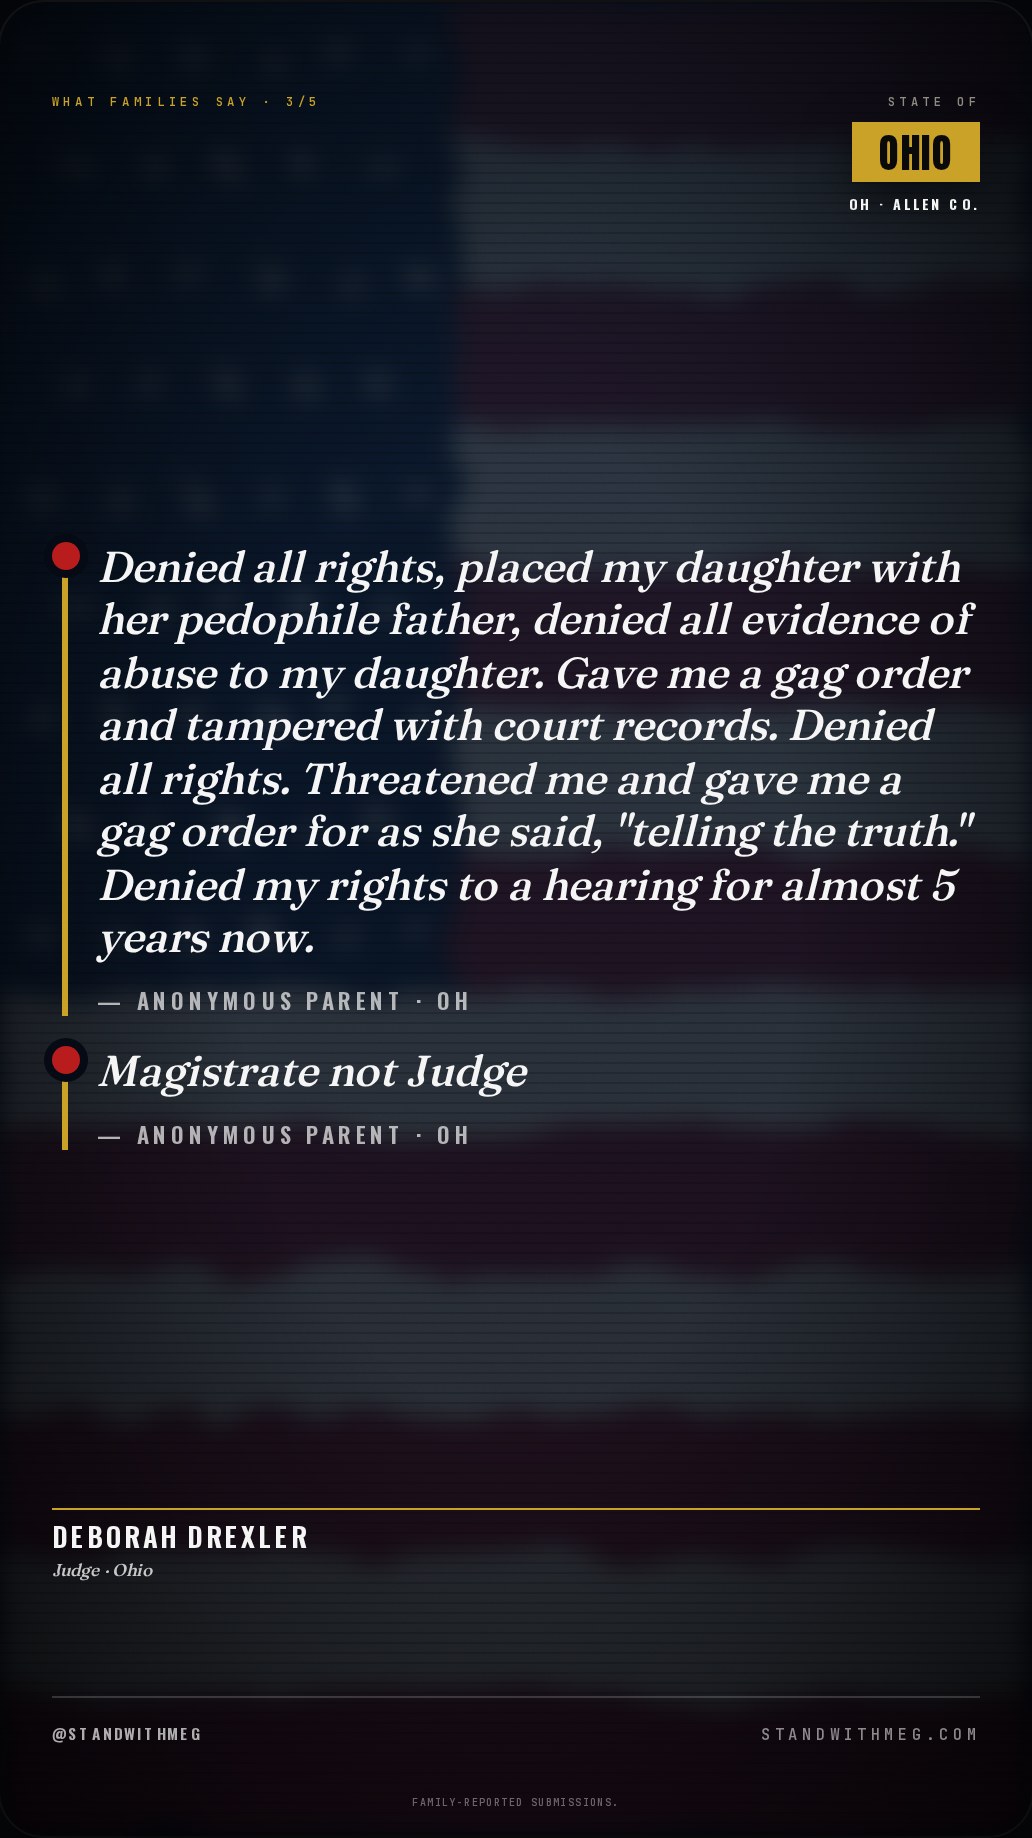 WHAT FAMILIES SAY · 3/5
STATE OF
OHIO
OH · ALLEN CO.
Denied all rights, placed my daughter with
her pedophile father, denied all evidence of
abuse to my daughter. Gave me a gag order
and tampered with court records. Denied
all rights. Threatened me and gave me a
gag order for as she said, "telling the truth."
Denied my rights to a hearing for almost 5
years now.
— ANONYMOUS PARENT · OH
Magistrate not Judge
— ANONYMOUS PARENT · OH
DEBORAH DREXLER
Judge · Ohio
@STANDWITHMEG
STANDWITHMEG.COM
FAMILY-REPORTED SUBMISSIONS.